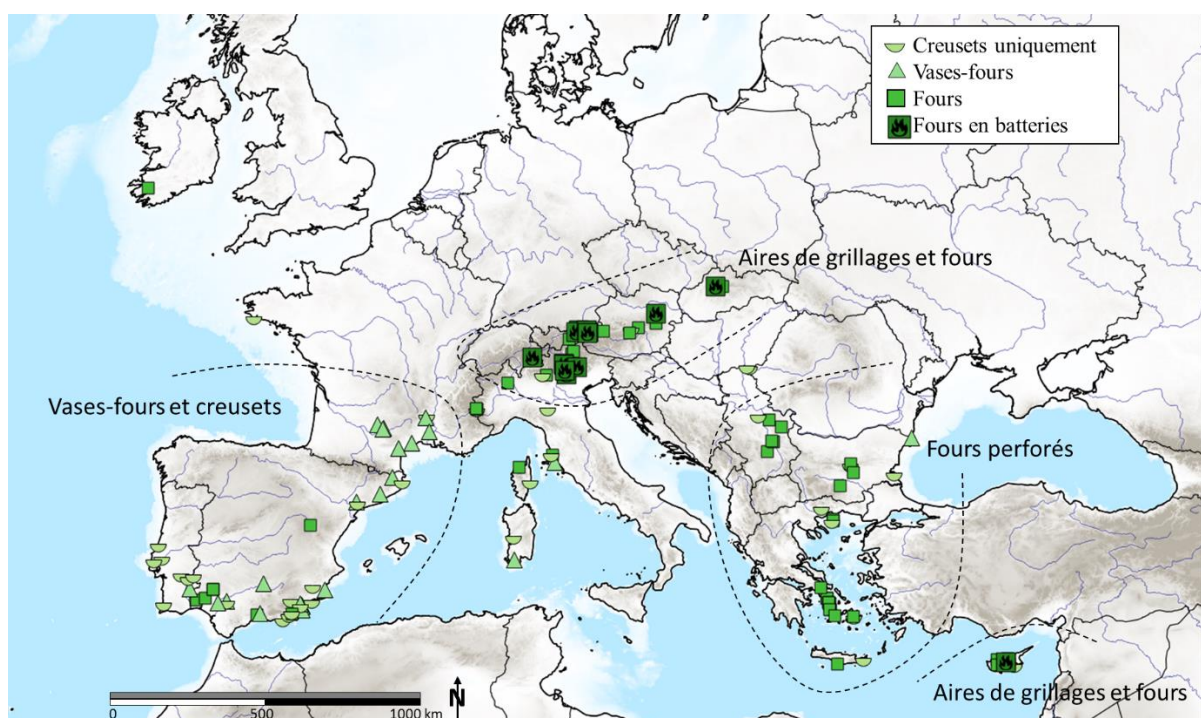 Creusets uniquement
Vases-fours
Fours
Fours en batteries
Aires de grillages et fours
Vases-fours et creusets
Fours perforés
Aires de grillages et fours
N
0 500 1000 km